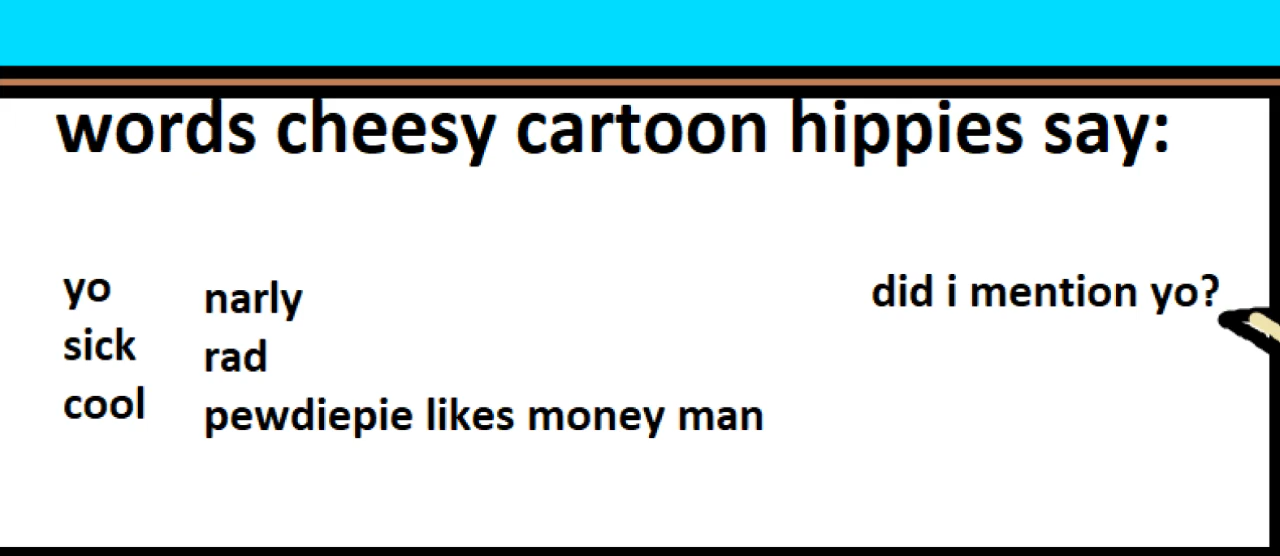 words cheesy cartoon hippies say:
yo
sick
cool
narly
rad
pewdiepie likes money man
did i mention yo?